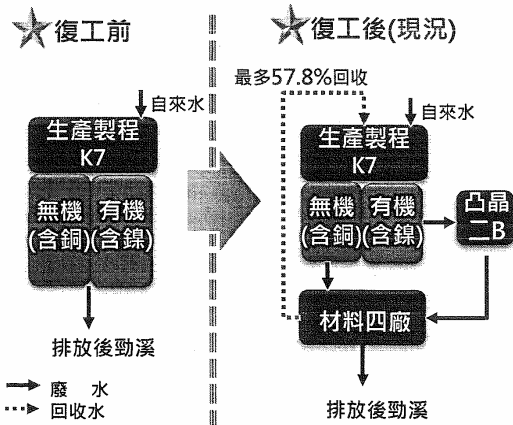 復工前
自來水
生產製程
K7
無機
(含銅)
有機
(含鎳)
排放後勁溪
廢 水
回收水
復工後(現況)
最多57.8%回收
自來水
生產製程
K7
無機
(含銅)
有機
(含鎳)
凸晶
二B
材料四廠
排放後勁溪